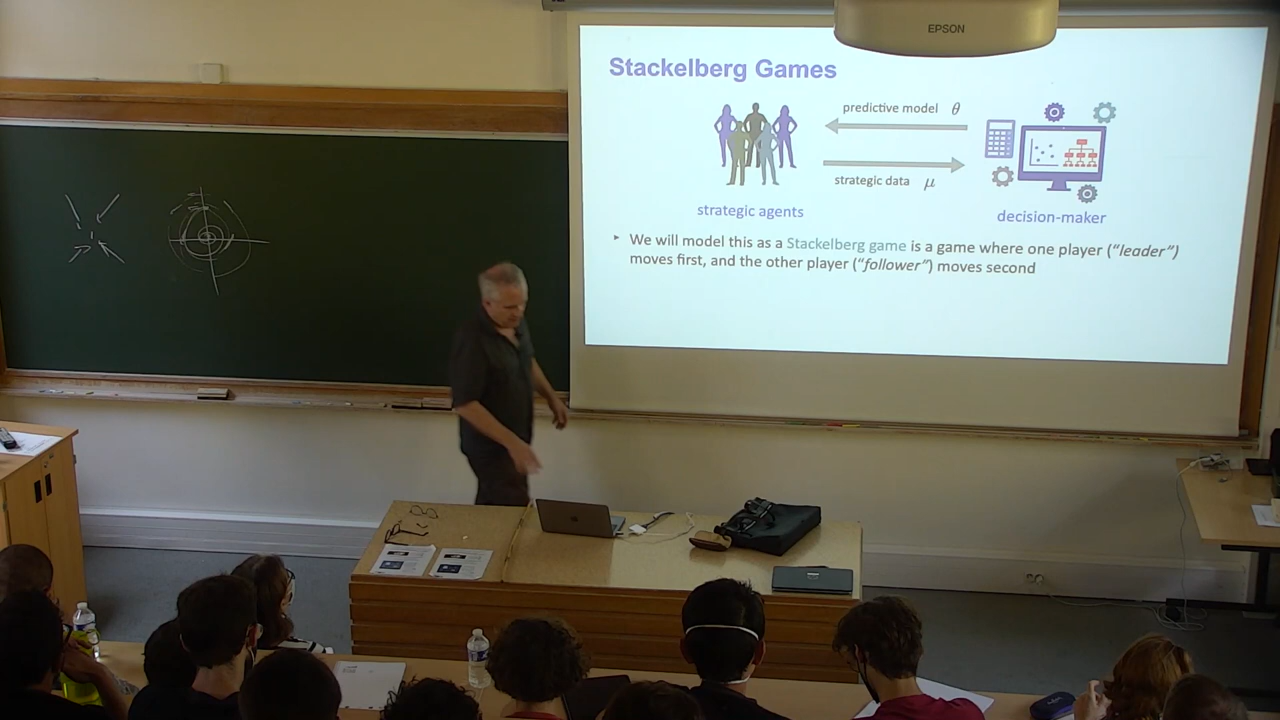 EPSON
Stackelberg Games
predictive model θ
strategic data μ
strategic agents
decision-maker
We will model this as a Stackelberg game is a game where one player (“leader”)
moves first, and the other player (“follower”) moves second